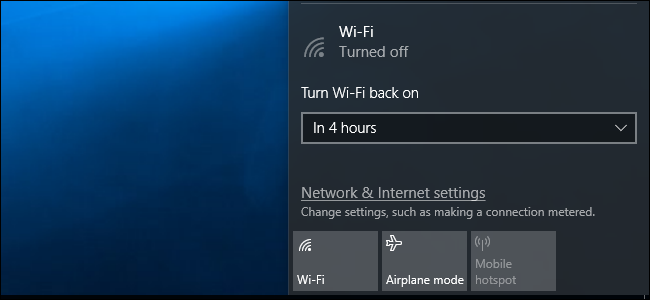 Wi-Fi
Turned off
Turn Wi-Fi back on
In 4 hours
Network & Internet settings
Change settings, such as making a connection metered.
Wi-Fi
Airplane mode
Mobile
hotspot